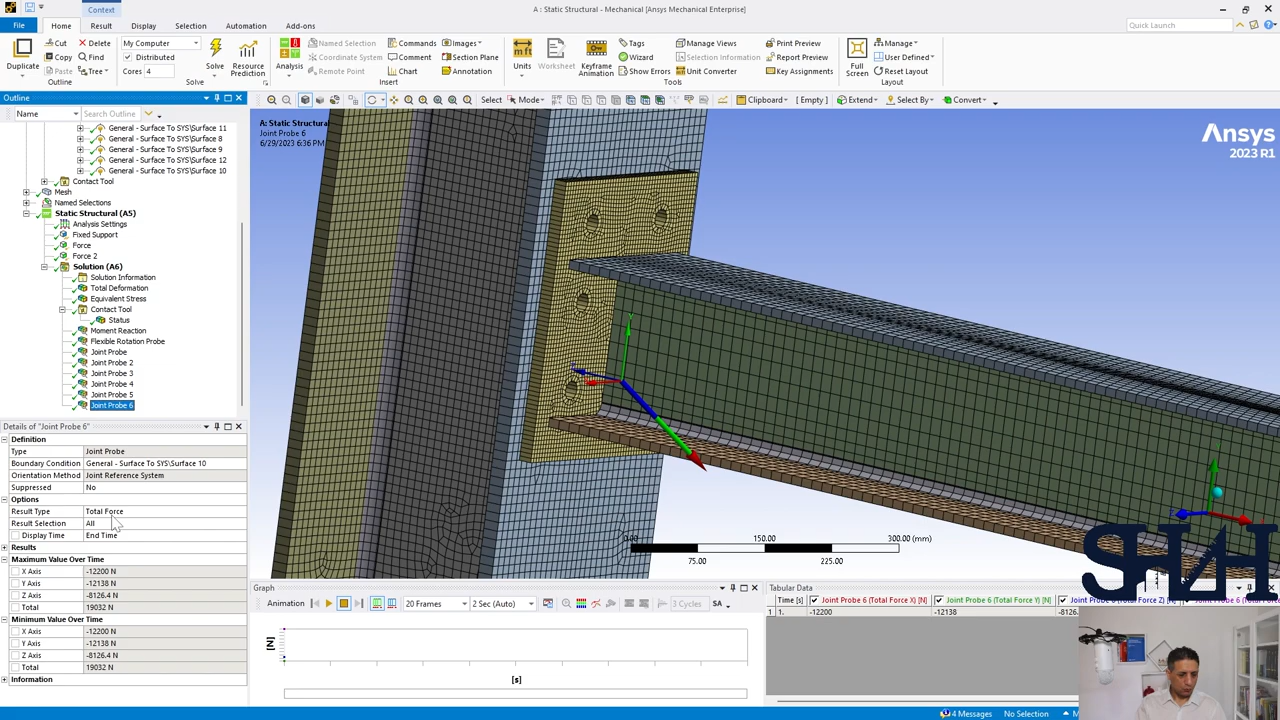 Context
A : Static Structural - Mechanical [Ansys Mechanical Enterprise]
File Home Result Display Selection Automation Add-ons
Quick Launch
Duplicate
Cut
Copy
Paste
Delete
Find
Tree
Outline
My Computer
Distributed
Cores 4
Solve
Resource Prediction
Solve
Analysis
Named Selection
Coordinate System
Remote Point
Commands
Comment
Chart
Images
Section Plane
Annotation
Insert
Units
Worksheet
Keyframe Animation
Tags
Wizard
Show Errors
Manage Views
Selection Information
Unit Converter
Print Preview
Report Preview
Key Assignments
Tools
Full Screen
Manage
User Defined
Reset Layout
Layout
Outline
Name Search Outline
Select Mode Clipboard [ Empty ] Extend Select By Convert
General - Surface To SYS\Surface 11
General - Surface To SYS\Surface 8
General - Surface To SYS\Surface 9
General - Surface To SYS\Surface 12
General - Surface To SYS\Surface 10
Contact Tool
Mesh
Named Selections
Static Structural (A5)
Analysis Settings
Fixed Support
Force
Force 2
Solution (A6)
Solution Information
Total Deformation
Equivalent Stress
Contact Tool
Status
Moment Reaction
Flexible Rotation Probe
Joint Probe
Joint Probe 2
Joint Probe 3
Joint Probe 4
Joint Probe 5
Joint Probe 6
A: Static Structural
Joint Probe 6
6/29/2023 6:36 PM
Ansys
2023 R1
Y
Z
0.00 150.00 300.00 (mm)
75.00 225.00
Details of "Joint Probe 6"
Definition
Type Joint Probe
Boundary Condition General - Surface To SYS\Surface 10
Orientation Method Joint Reference System
Suppressed No
Options
Result Type Total Force
Result Selection All
Display Time End Time
Results
Maximum Value Over Time
X Axis -12200 N
Y Axis -12138 N
Z Axis -8126.4 N
Total 19032 N
Minimum Value Over Time
X Axis -12200 N
Y Axis -12138 N
Z Axis -8126.4 N
Total 19032 N
Information
Graph
Animation 20 Frames 2 Sec (Auto) 3 Cycles SA
[N]
[s]
Tabular Data
Time [s] Joint Probe 6 (Total Force X) [N] Joint Probe 6 (Total Force Y) [N] Joint Probe 6 (Total Force Z) [N]
1 1. -12200 -12138 -8126.
4 Messages No Selection